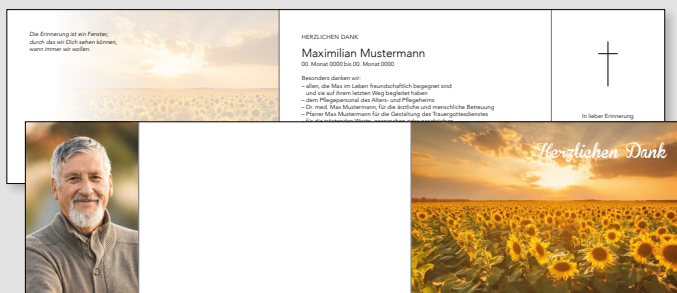 Die Erinnerung ist ein Fenster,
durch das wir Dich sehen können,
wann immer wir wollen.
HERZLICHEN DANK
Maximilian Mustermann
00. Monat 0000 bis 00. Monat 0000
Besonders danken wir:
– allen, die Max im Leben freundschaftlich begegnet sind
und sie auf ihrem letzten Weg begleitet haben
– dem Pflegepersonal des Alters- und Pflegeheims
– Dr. med. Max Mustermann, für die ärztliche und menschliche Betreuung
– Pfarrer Max Mustermann für die Gestaltung des Trauergottesdienstes
In lieber Erinnerung
Herzlichen Dank